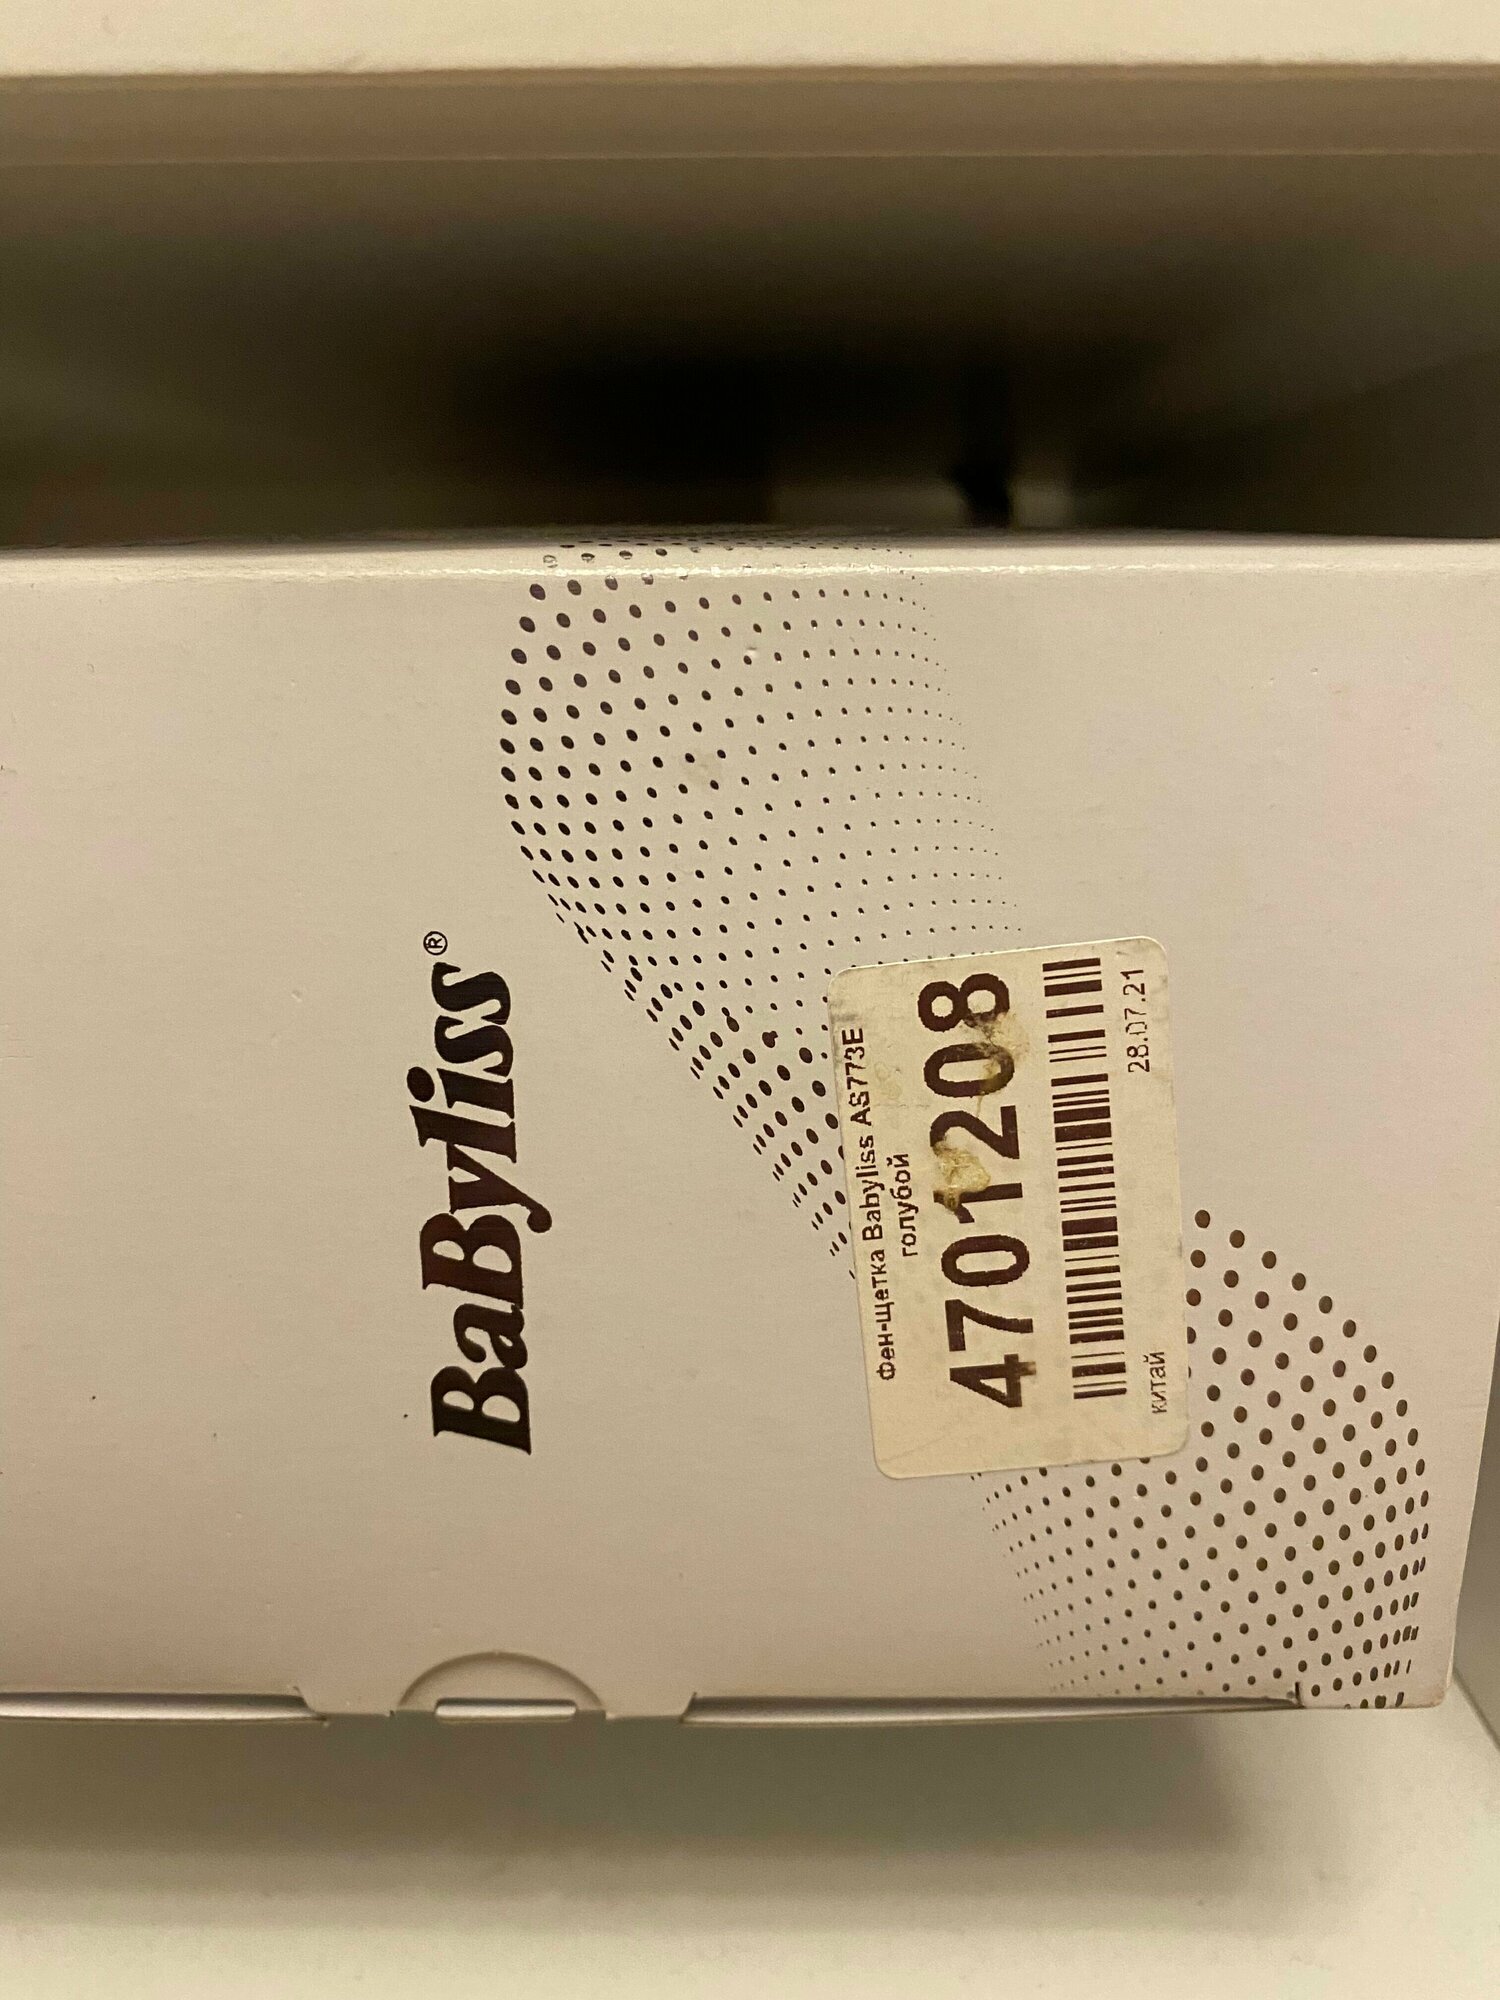 BaByliss®
Фен-щетка Babyliss AS773E
голубой
4701208
китай 28.07.21